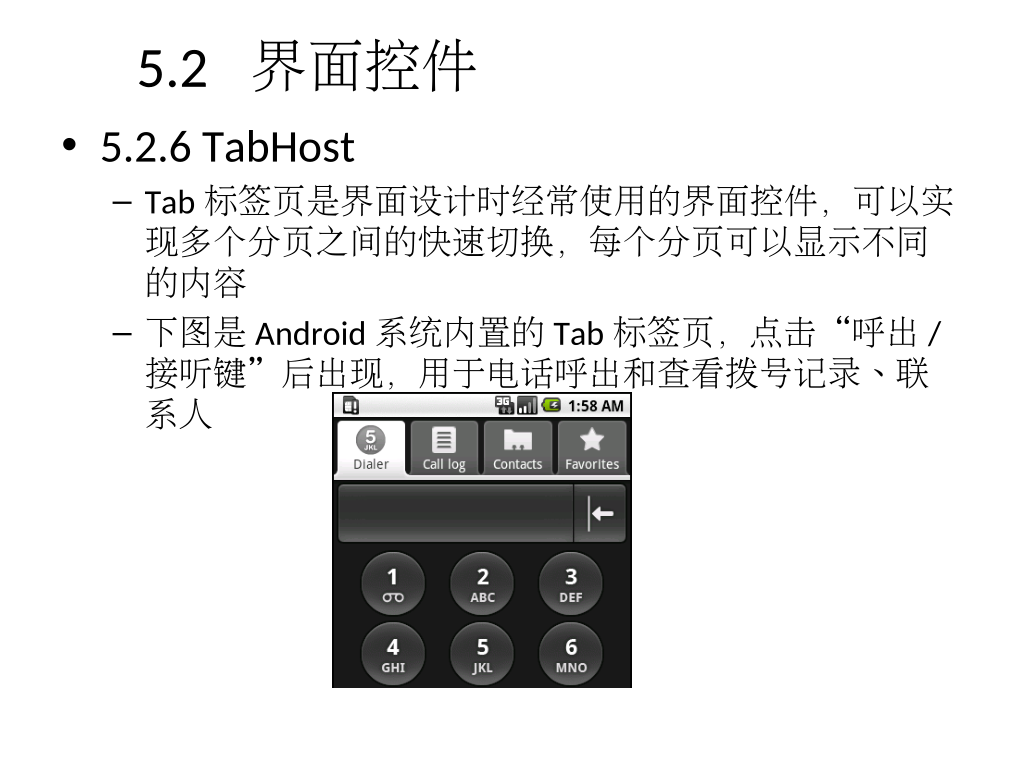 5.2 界面控件
• 5.2.6 TabHost
– Tab 标签页是界面设计时经常使用的界面控件，可以实
现多个分页之间的快速切换，每个分页可以显示不同
的内容
– 下图是 Android 系统内置的 Tab 标签页，点击“呼出 /
接听键”后出现，用于电话呼出和查看拨号记录、联
系人
3G 1:58 AM
5 JKL
Dialer Call log Contacts Favorites
1 2 3
ABC DEF
4 5 6
GHI JKL MNO